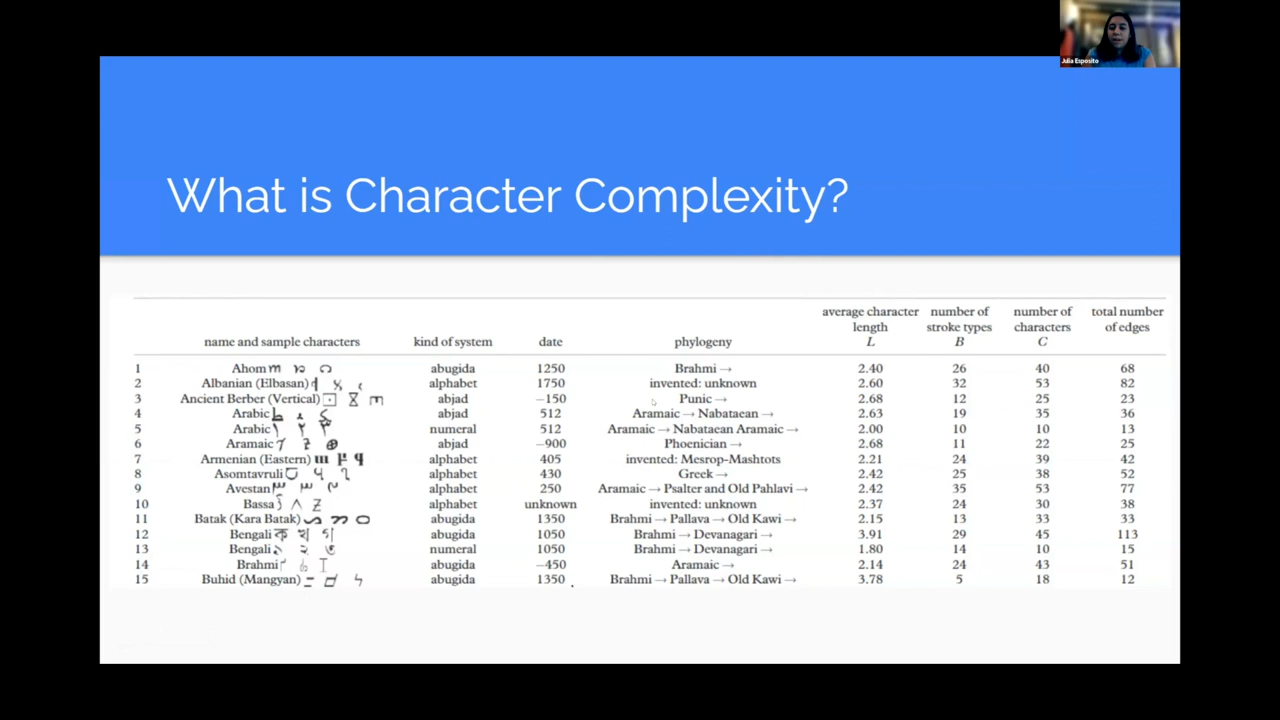 Julia Esposito
What is Character Complexity?
average character number of number of total number
length stroke types characters of edges
name and sample characters kind of system date phylogeny L B C
1 Ahom abugida 1250 Brahmi → 2.40 26 40 68
2 Albanian (Elbasan) alphabet 1750 invented: unknown 2.60 32 53 82
3 Ancient Berber (Vertical) abjad −150 Punic → 2.68 12 25 23
4 Arabic abjad 512 Aramaic → Nabataean → 2.63 19 35 36
5 Arabic numeral 512 Aramaic → Nabataean Aramaic → 2.00 10 10 13
6 Aramaic abjad −900 Phoenician → 2.68 11 22 25
7 Armenian (Eastern) alphabet 405 invented: Mesrop-Mashtots 2.21 24 39 42
8 Asomtavruli alphabet 430 Greek → 2.42 25 38 52
9 Avestan alphabet 250 Aramaic → Psalter and Old Pahlavi → 2.42 35 53 77
10 Bassa alphabet unknown invented: unknown 2.37 24 30 38
11 Batak (Kara Batak) abugida 1350 Brahmi → Pallava → Old Kawi → 2.15 13 33 33
12 Bengali abugida 1050 Brahmi → Devanagari → 3.91 29 45 113
13 Bengali numeral 1050 Brahmi → Devanagari → 1.80 14 10 15
14 Brahmi abugida −450 Aramaic → 2.14 24 43 51
15 Buhid (Mangyan) abugida 1350 Brahmi → Pallava → Old Kawi → 3.78 5 18 12